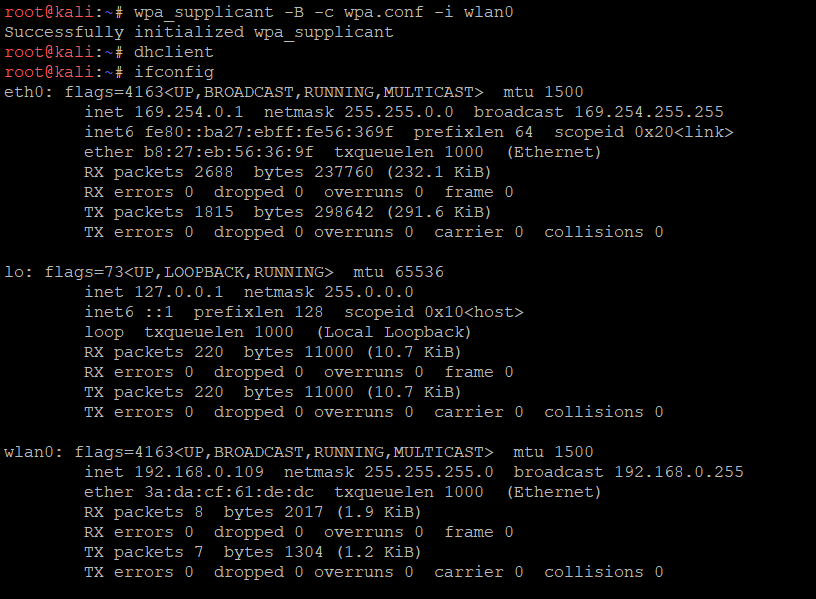 root@kali:~# wpa_supplicant -B -c wpa.conf -i wlan0
Successfully initialized wpa_supplicant
root@kali:~# dhclient
root@kali:~# ifconfig
eth0: flags=4163<UP,BROADCAST,RUNNING,MULTICAST>  mtu 1500
        inet 169.254.0.1  netmask 255.255.0.0  broadcast 169.254.255.255
        inet6 fe80::ba27:ebff:fe56:369f  prefixlen 64  scopeid 0x20<link>
        ether b8:27:eb:56:36:9f  txqueuelen 1000  (Ethernet)
        RX packets 2688  bytes 237760 (232.1 KiB)
        RX errors 0  dropped 0  overruns 0  frame 0
        TX packets 1815  bytes 298642 (291.6 KiB)
        TX errors 0  dropped 0 overruns 0  carrier 0  collisions 0

lo: flags=73<UP,LOOPBACK,RUNNING>  mtu 65536
        inet 127.0.0.1  netmask 255.0.0.0
        inet6 ::1  prefixlen 128  scopeid 0x10<host>
        loop  txqueuelen 1000  (Local Loopback)
        RX packets 220  bytes 11000 (10.7 KiB)
        RX errors 0  dropped 0  overruns 0  frame 0
        TX packets 220  bytes 11000 (10.7 KiB)
        TX errors 0  dropped 0 overruns 0  carrier 0  collisions 0

wlan0: flags=4163<UP,BROADCAST,RUNNING,MULTICAST>  mtu 1500
        inet 192.168.0.109  netmask 255.255.255.0  broadcast 192.168.0.255
        ether 3a:da:cf:61:de:dc  txqueuelen 1000  (Ethernet)
        RX packets 8  bytes 2017 (1.9 KiB)
        RX errors 0  dropped 0  overruns 0  frame 0
        TX packets 7  bytes 1304 (1.2 KiB)
        TX errors 0  dropped 0 overruns 0  carrier 0  collisions 0